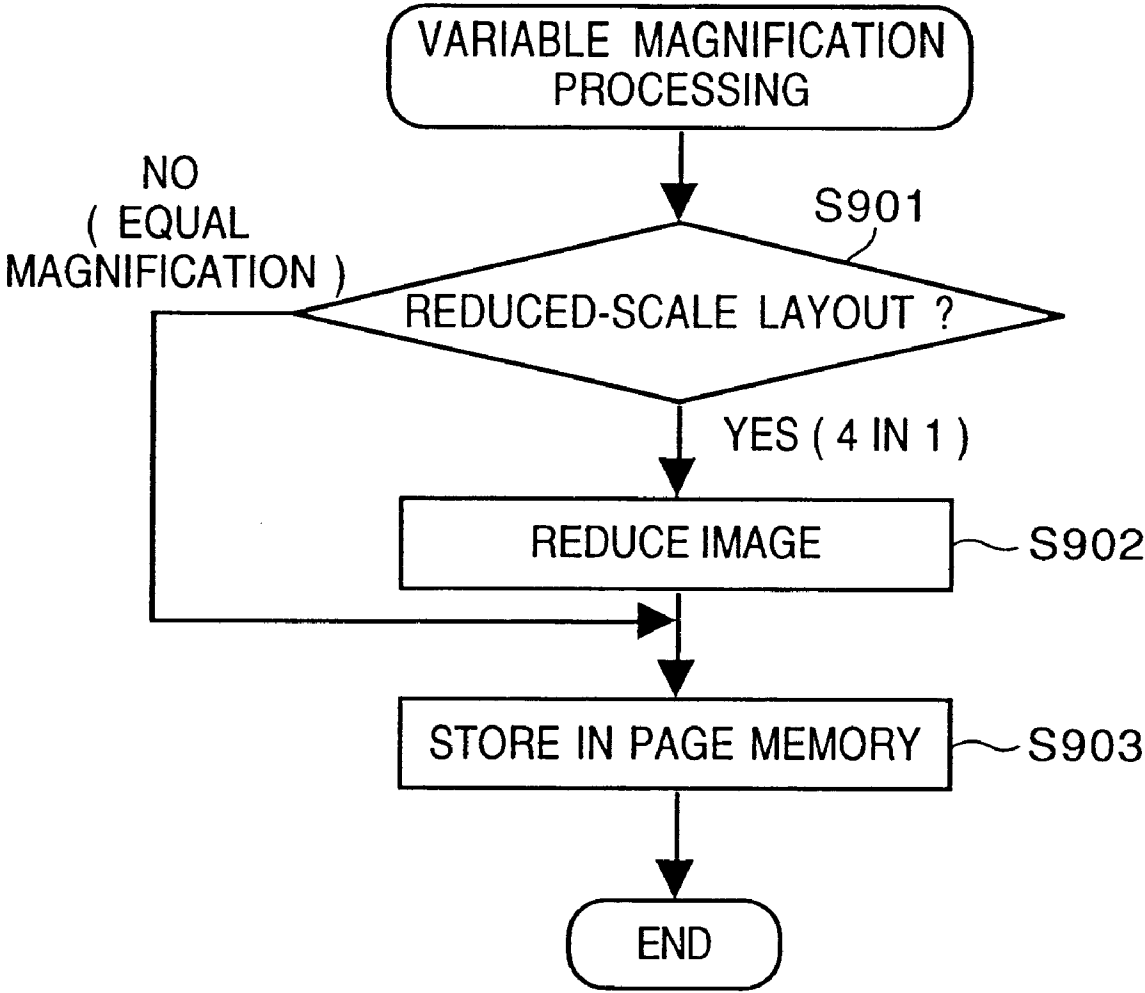 VARIABLE MAGNIFICATION
PROCESSING
NO
( EQUAL
MAGNIFICATION )
S901
REDUCED-SCALE LAYOUT ?
YES ( 4 IN 1 )
REDUCE IMAGE
S902
STORE IN PAGE MEMORY
S903
END